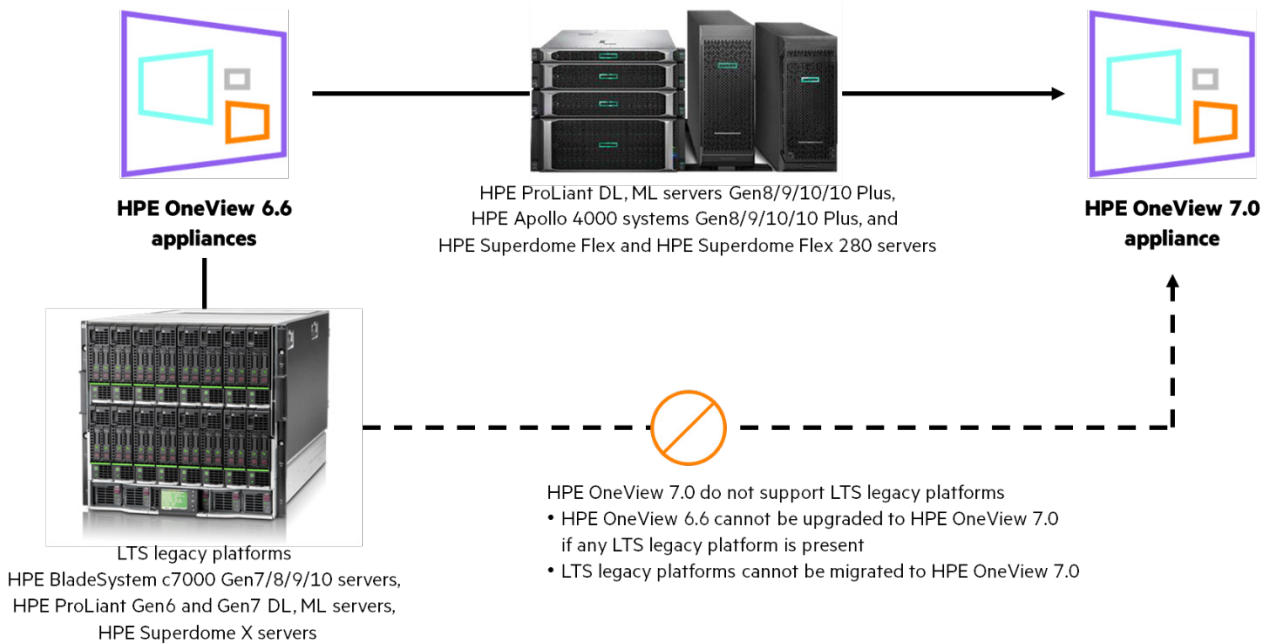 HPE OneView 6.6
appliances
HPE ProLiant DL, ML servers Gen8/9/10/10 Plus,
HPE Apollo 4000 systems Gen8/9/10/10 Plus, and
HPE Superdome Flex and HPE Superdome Flex 280 servers
HPE OneView 7.0
appliance
LTS legacy platforms
HPE BladeSystem c7000 Gen7/8/9/10 servers,
HPE ProLiant Gen6 and Gen7 DL, ML servers,
HPE Superdome X servers
HPE OneView 7.0 do not support LTS legacy platforms
• HPE OneView 6.6 cannot be upgraded to HPE OneView 7.0
if any LTS legacy platform is present
• LTS legacy platforms cannot be migrated to HPE OneView 7.0